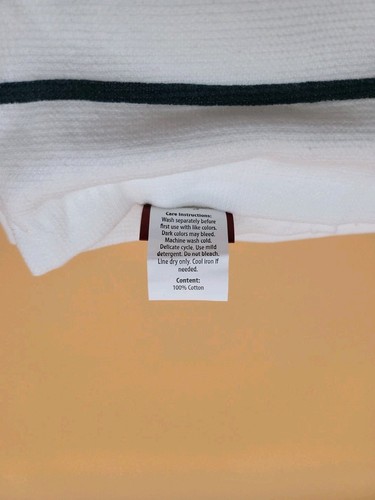 Care Instructions:
Wash separately before
first use with like colors.
Dark colors may bleed.
Machine wash cold.
Delicate cycle. Use mild
detergent. Do not bleach.
Line dry only. Cool iron if
needed.
Content:
100% Cotton